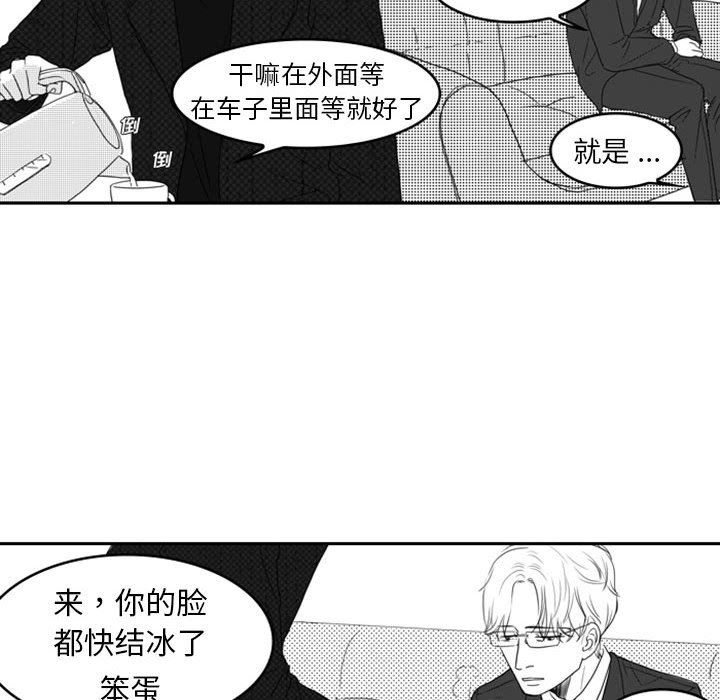 干嘛在外面等
在车子里面等就好了
倒
倒
就是...
来，你的脸
都快结冰了
笨蛋